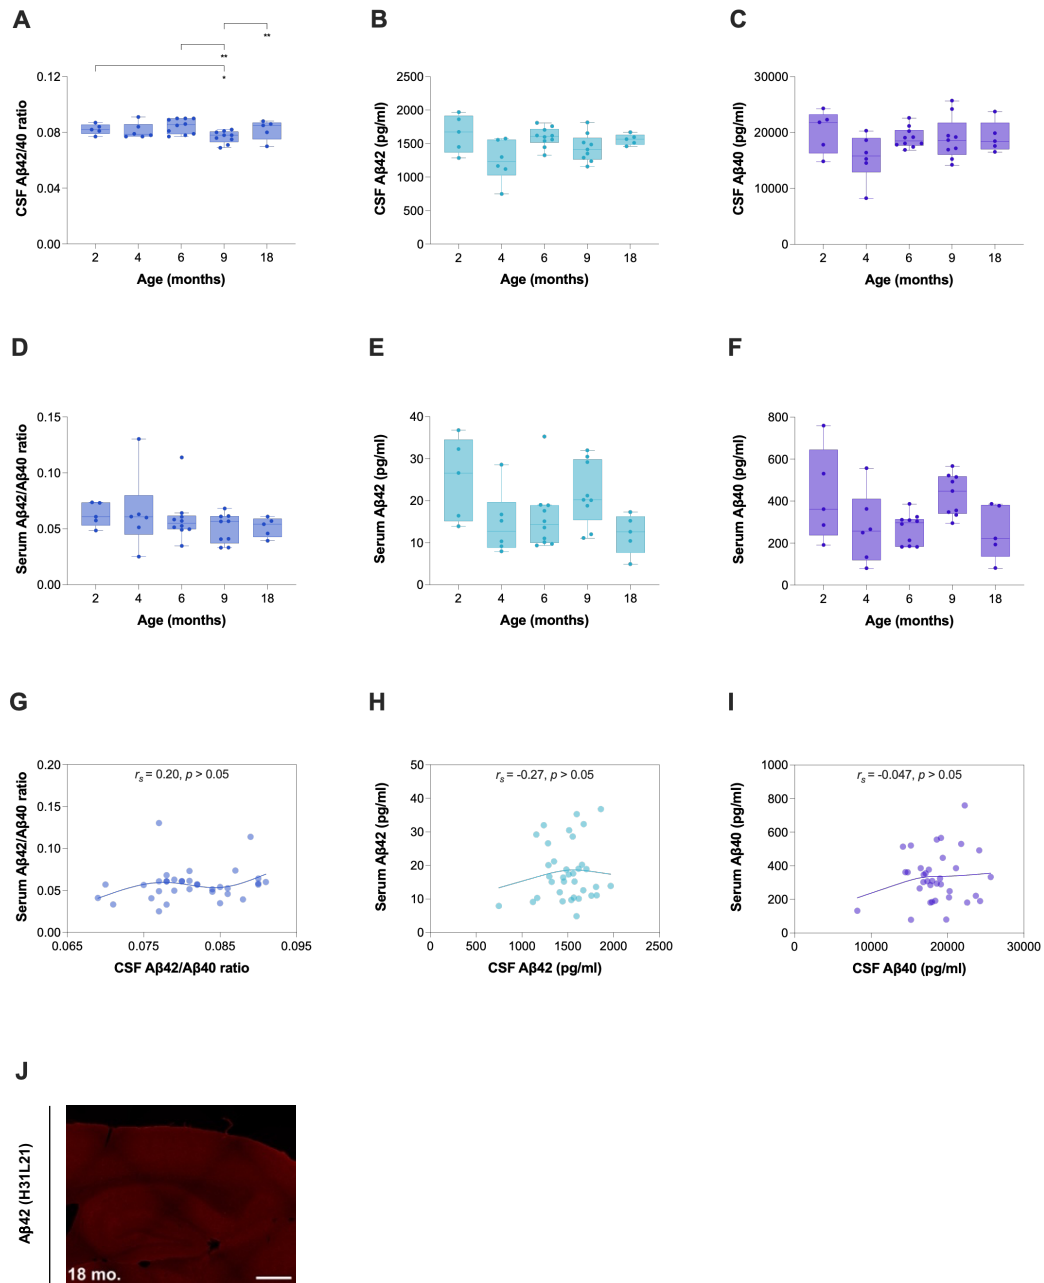 A
B
C
**
**
*
CSF Aβ42/40 ratio
0.12
0.08
0.04
0.00
2 4 6 9 18
Age (months)
CSF Aβ42 (pg/ml)
2500
2000
1500
1000
500
0
2 4 6 9 18
Age (months)
CSF Aβ40 (pg/ml)
30000
20000
10000
0
2 4 6 9 18
Age (months)
D
E
F
Serum Aβ42/Aβ40 ratio
0.15
0.10
0.05
0.00
2 4 6 9 18
Age (months)
Serum Aβ42 (pg/ml)
40
30
20
10
0
2 4 6 9 18
Age (months)
Serum Aβ40 (pg/ml)
800
600
400
200
0
2 4 6 9 18
Age (months)
G
H
I
Serum Aβ42/Aβ40 ratio
0.20
0.15
0.10
0.05
0.00
rs = 0.20, p > 0.05
0.065 0.075 0.085 0.095
CSF Aβ42/Aβ40 ratio
Serum Aβ42 (pg/ml)
50
40
30
20
10
0
rs = -0.27, p > 0.05
0 500 1000 1500 2000 2500
CSF Aβ42 (pg/ml)
Serum Aβ40 (pg/ml)
1000
800
600
400
200
0
rs = -0.047, p > 0.05
0 10000 20000 30000
CSF Aβ40 (pg/ml)
J
Aβ42 (H31L21)
18 mo.